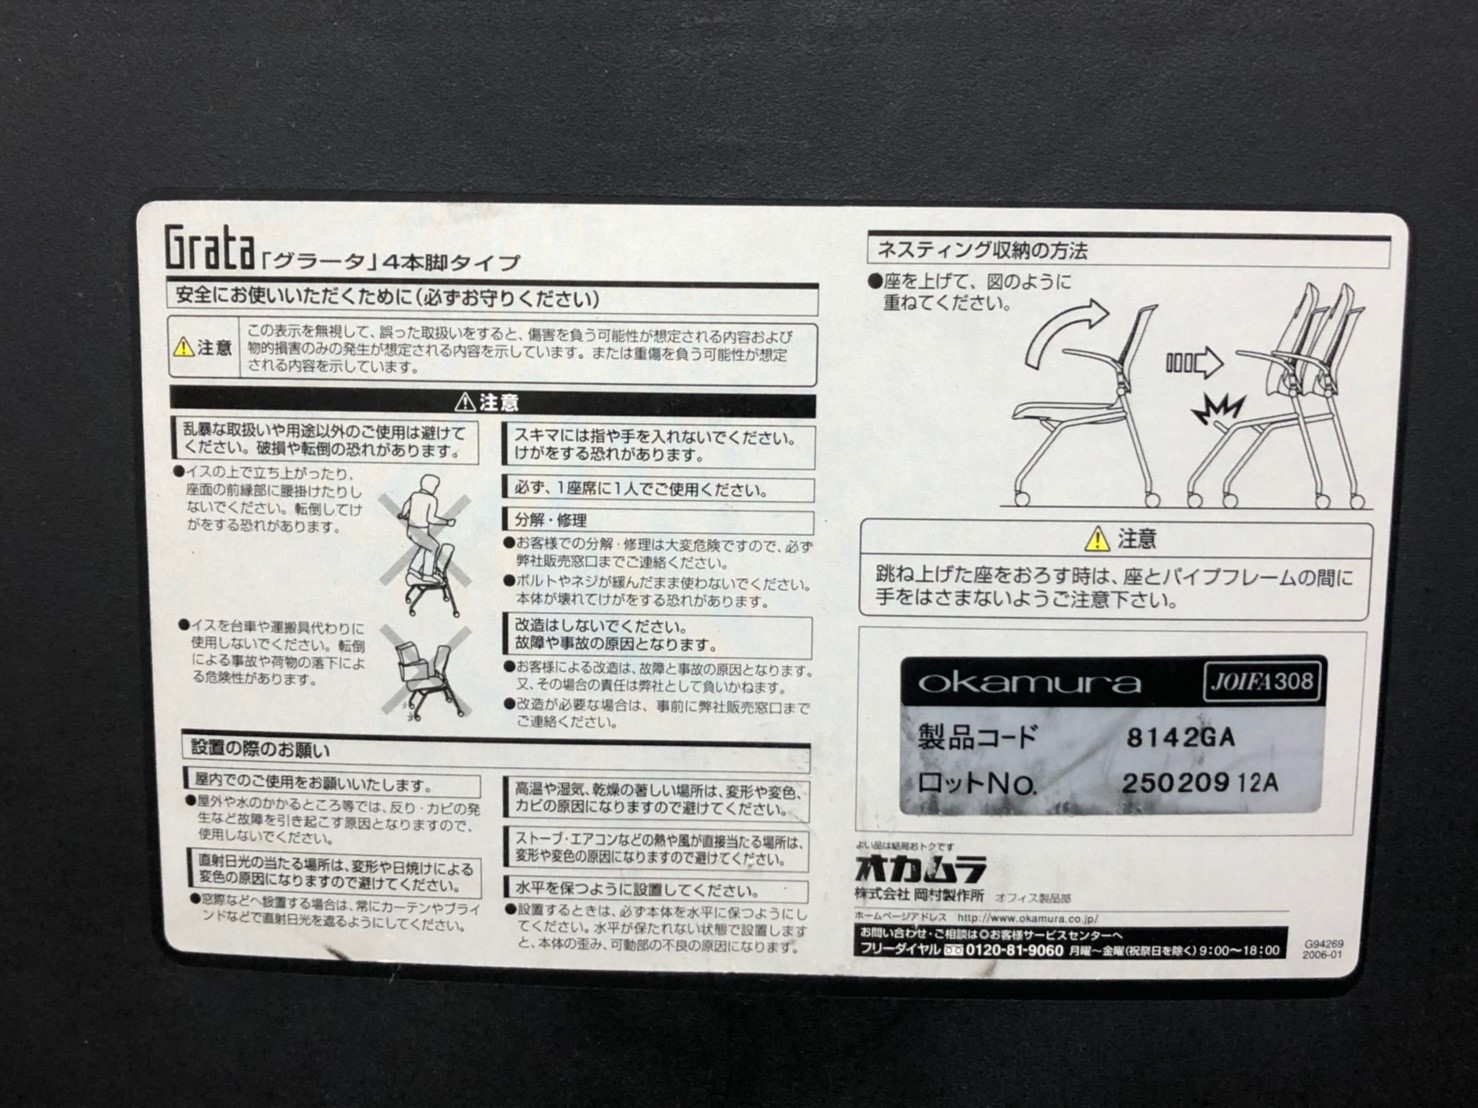 Grata「グラータ」4本脚タイプ
安全にお使いいただくために（必ずお守りください）
⚠注意
この表示を無視して、誤った取扱いをすると、傷害を負う可能性が想定される内容および
物的損害のみの発生が想定される内容を示しています。または重傷を負う可能性が想定
される内容を示しています。
⚠注意
乱暴な取扱いや用途以外のご使用は避けて
ください。破損や転倒の恐れがあります。
●イスの上で立ち上がったり、
座面の前縁部に腰掛けたりし
ないでください。転倒してけ
がをする恐れがあります。
●イスを台車や運搬具代わりに
使用しないでください。転倒
による事故や荷物の落下によ
る危険性があります。
スキマには指や手を入れないでください。
けがをする恐れがあります。
必ず、1座席に1人でご使用ください。
分解・修理
●お客様での分解・修理は大変危険ですので、必ず
弊社販売窓口までご連絡ください。
●ボルトやネジが緩んだまま使わないでください。
本体が壊れてけがをする恐れがあります。
改造はしないでください。
故障や事故の原因となります。
●お客様による改造は、故障と事故の原因となります。
又、その場合の責任は弊社として負いかねます。
●改造が必要な場合は、事前に弊社販売窓口まで
ご連絡ください。
設置の際のお願い
屋内でのご使用をお願いいたします。
●屋外や水のかかるところ等では、反り・カビの発
生など故障を引き起こす原因となりますので、
使用しないでください。
直射日光の当たる場所は、変形や日焼けによる
変色の原因になりますので避けてください。
●窓際などへ設置する場合は、常にカーテンやブライ
ンドなどで直射日光を遮るようにしてください。
高温や湿気、乾燥の著しい場所は、変形や変色、
カビの原因になりますので避けてください。
ストーブ・エアコンなどの熱や風が直接当たる場所は、
変形や変色の原因になりますので避けてください。
水平を保つように設置してください。
●設置するときは、必ず本体を水平に保つようにし
てください。水平が保たれない状態で設置します
と、本体の歪み、可動部の不良の原因になります。
ネスティング収納の方法
●座を上げて、図のように
重ねてください。
⚠注意
跳ね上げた座をおろす時は、座とパイプフレームの間に
手をはさまないようご注意下さい。
okamura JOIFA308
製品コード 8142GA
ロットNo. 250209 12A
よい品は結局おトクです
オカムラ
株式会社 岡村製作所 オフィス製品部
ホームページアドレス http://www.okamura.co.jp/
お問い合わせ・ご相談は○お客様サービスセンターへ
フリーダイヤル 0120-81-9060 月曜〜金曜(祝祭日を除く)9:00〜18:00
G94269
2006-01